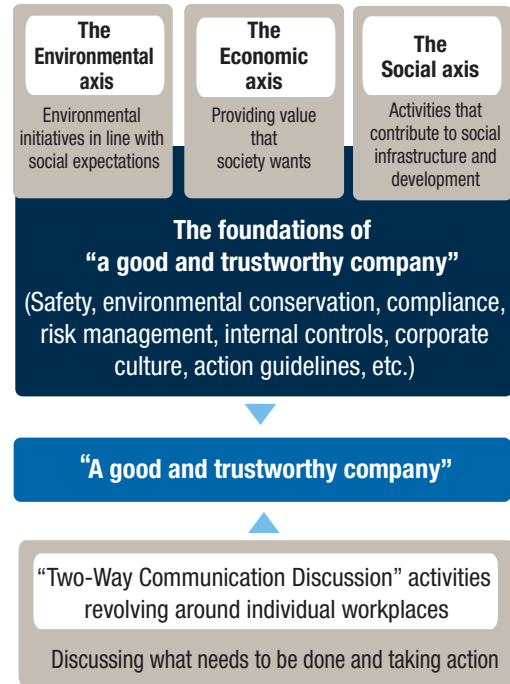 The
Environmental
axis
Environmental
initiatives in line with
social expectations
The
Economic
axis
Providing value
that
society wants
The
Social axis
Activities that
contribute to social
infrastructure and
development
The foundations of
“a good and trustworthy company”
(Safety, environmental conservation, compliance,
risk management, internal controls, corporate
culture, action guidelines, etc.)
“A good and trustworthy company”
“Two-Way Communication Discussion” activities
revolving around individual workplaces
Discussing what needs to be done and taking action